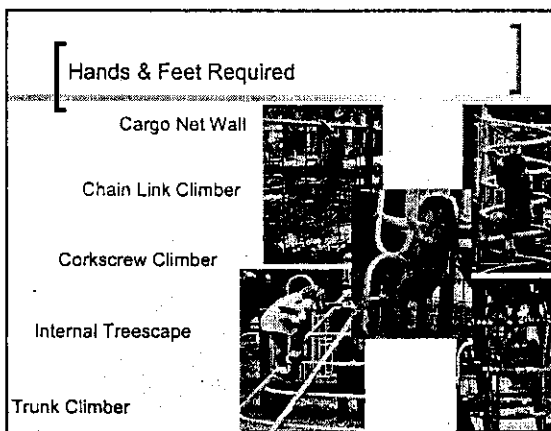 Hands & Feet Required
Cargo Net Wall
Chain Link Climber
Corkscrew Climber
Internal Treescape
Trunk Climber